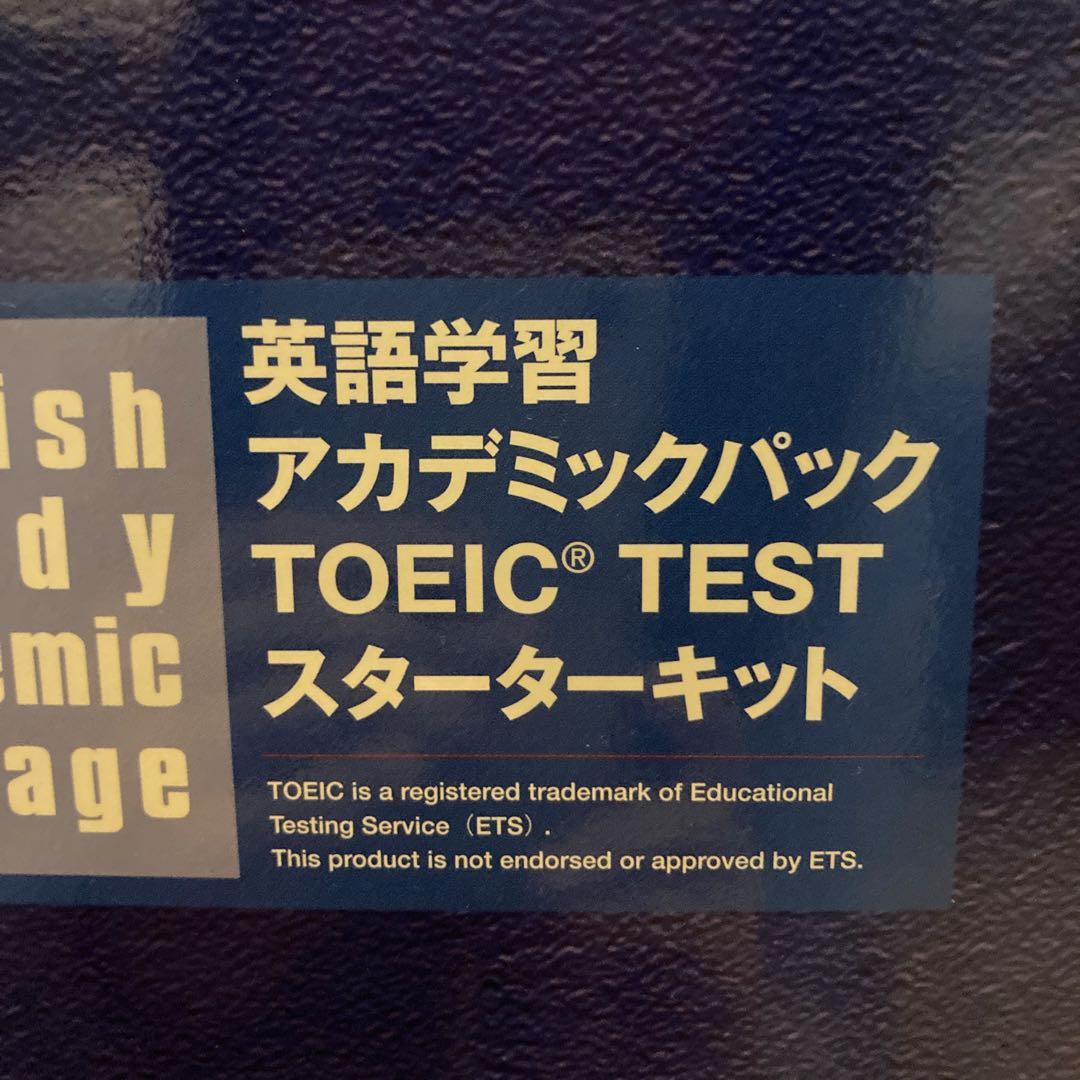 英語学習
アカデミックパック
TOEIC® TEST
スターターキット
TOEIC is a registered trademark of Educational
Testing Service（ETS）.
This product is not endorsed or approved by ETS.
ish
dy
emic
age